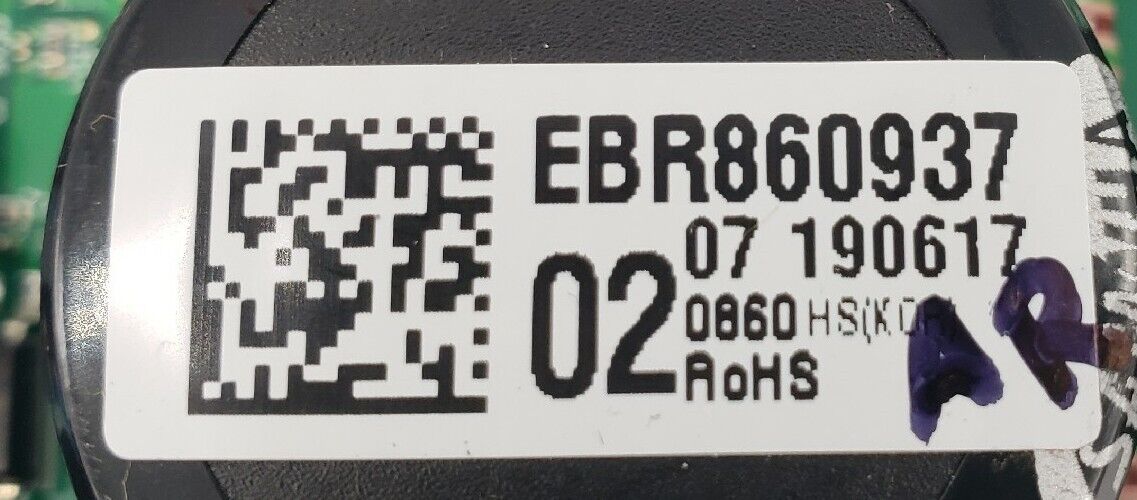 EBR860937
02
07 190617
0860 HS(KOR)
RoHS
AR